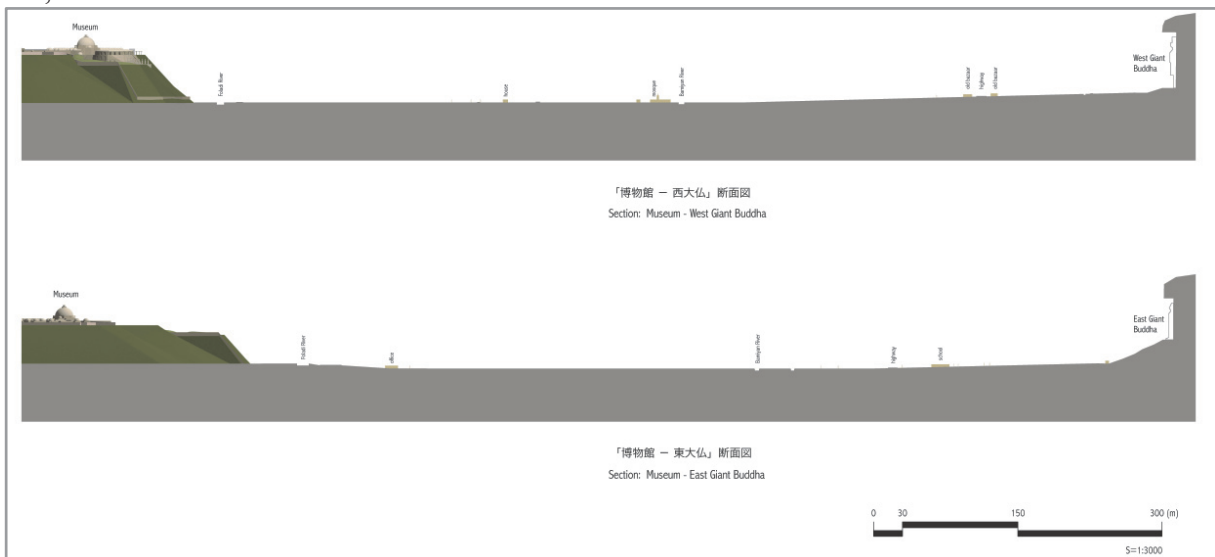 Museum
West Giant
Buddha
Foladi River
house
mosque
Bamiyan River
old bazaar
highway
old bazaar
「博物館 － 西大仏」断面図
Section: Museum - West Giant Buddha
Museum
East Giant
Buddha
Foladi River
office
Bamiyan River
highway
school
「博物館 － 東大仏」断面図
Section: Museum - East Giant Buddha
0 30 150 300 (m)
S=1:3000